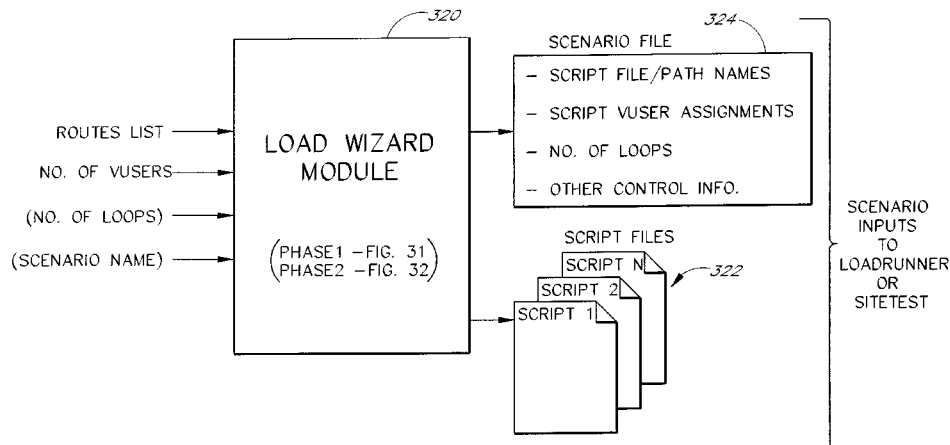 320
324
SCENARIO FILE
- SCRIPT FILE/PATH NAMES
- SCRIPT VUSER ASSIGNMENTS
- NO. OF LOOPS
- OTHER CONTROL INFO.
ROUTES LIST
NO. OF VUSERS
(NO. OF LOOPS)
(SCENARIO NAME)
LOAD WIZARD
MODULE
(PHASE1 -FIG. 31
PHASE2 -FIG. 32)
SCRIPT FILES
SCRIPT N
SCRIPT 2
SCRIPT 1
322
SCENARIO
INPUTS
TO
LOADRUNNER
OR
SITETEST